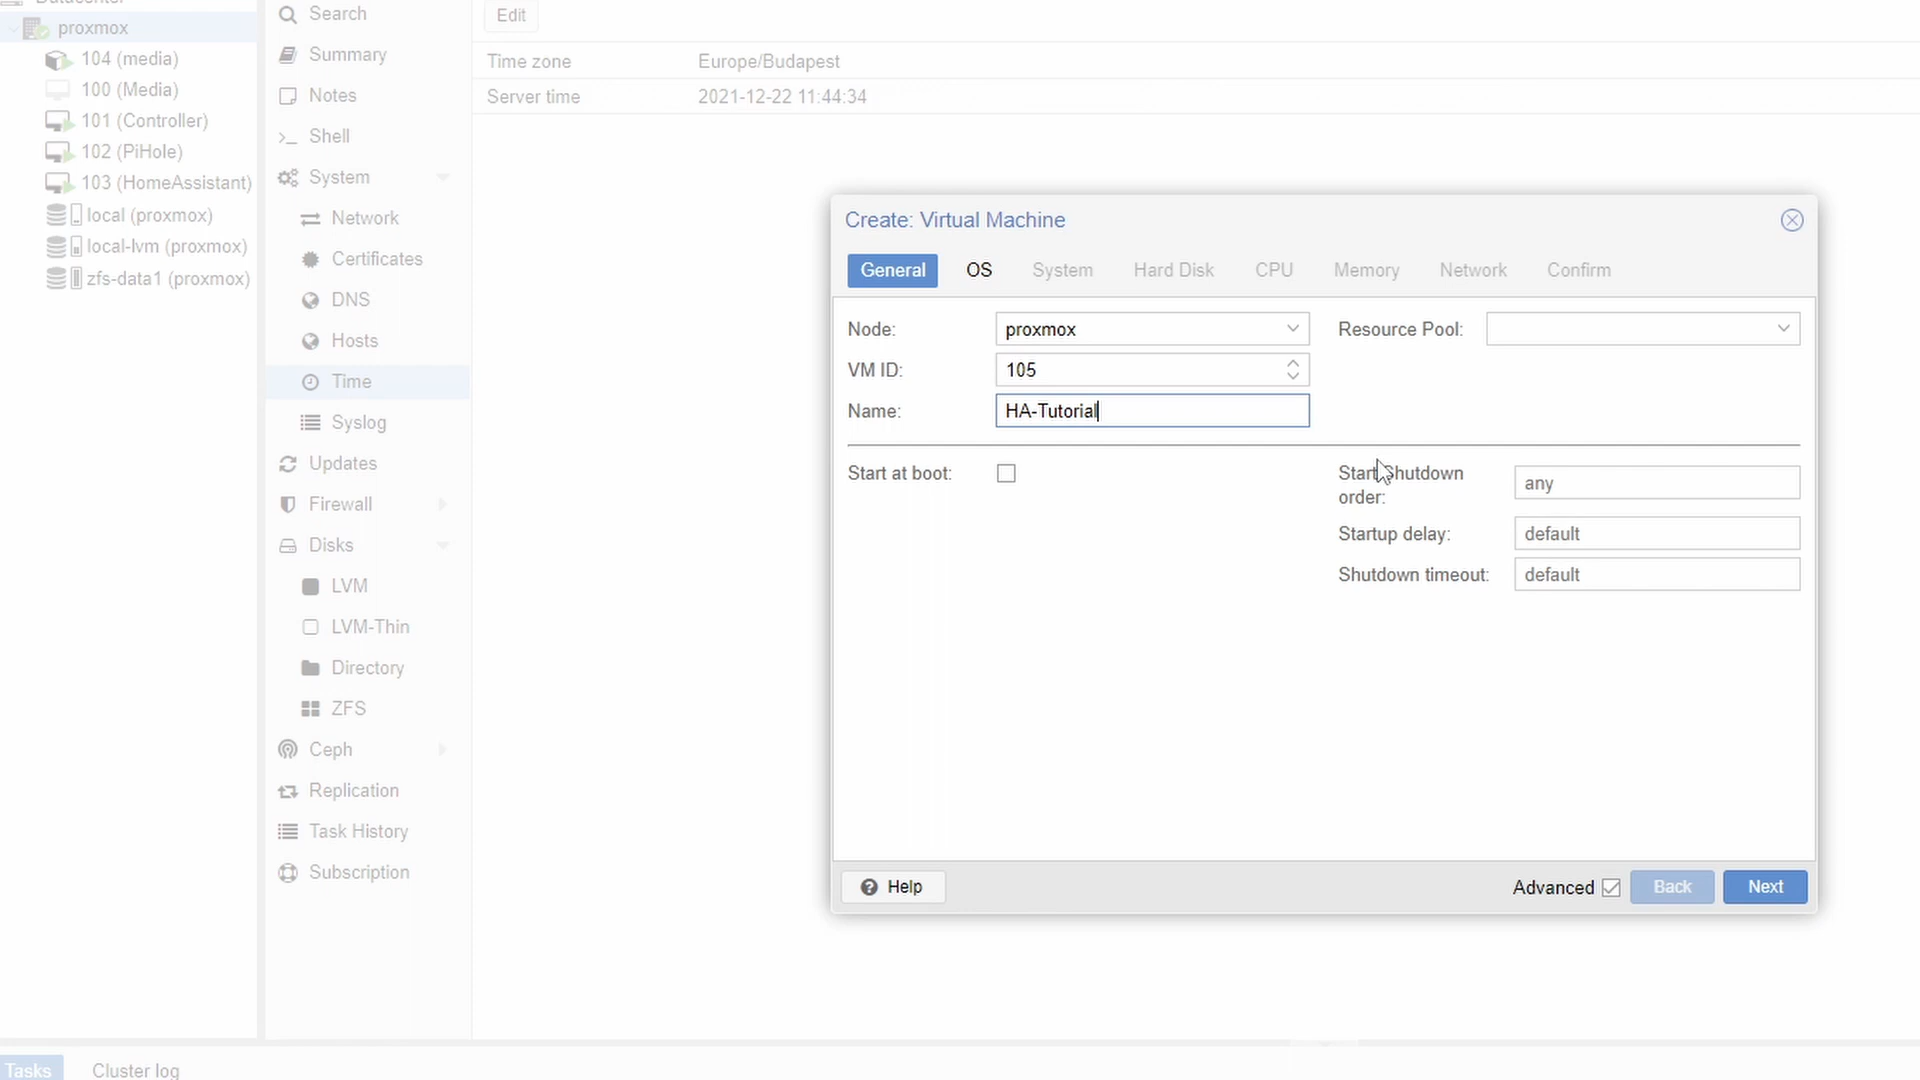 Datacenter
proxmox
104 (media)
100 (Media)
101 (Controller)
102 (PiHole)
103 (HomeAssistant)
local (proxmox)
local-lvm (proxmox)
zfs-data1 (proxmox)
Search
Summary
Notes
Shell
System
Network
Certificates
DNS
Hosts
Time
Syslog
Updates
Firewall
Disks
LVM
LVM-Thin
Directory
ZFS
Ceph
Replication
Task History
Subscription
Edit
Time zone Europe/Budapest
Server time 2021-12-22 11:44:34
Create: Virtual Machine
General OS System Hard Disk CPU Memory Network Confirm
Node: proxmox Resource Pool:
VM ID: 105
Name: HA-Tutorial
Start at boot: Start/Shutdown
order: any
Startup delay: default
Shutdown timeout: default
Help Advanced Back Next
Tasks Cluster log